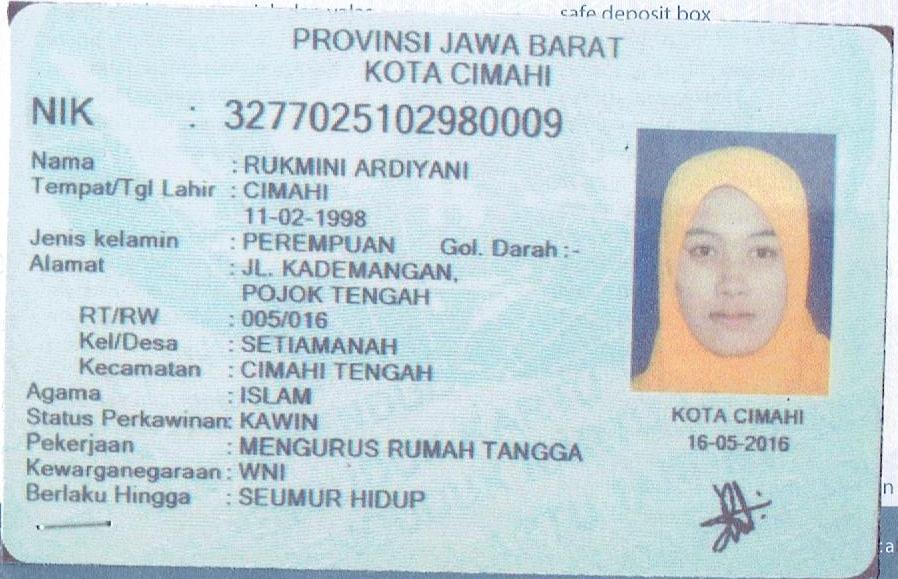 safe deposit box
PROVINSI JAWA BARAT
KOTA CIMAHI
NIK : 3277025102980009
Nama : RUKMINI ARDIYANI
Tempat/Tgl Lahir : CIMAHI
11-02-1998
Jenis kelamin : PEREMPUAN Gol. Darah :-
Alamat : JL. KADEMANGAN,
POJOK TENGAH
RT/RW : 005/016
Kel/Desa : SETIAMANAH
Kecamatan : CIMAHI TENGAH
Agama : ISLAM
Status Perkawinan: KAWIN
Pekerjaan : MENGURUS RUMAH TANGGA
Kewarganegaraan : WNI
Berlaku Hingga : SEUMUR HIDUP
KOTA CIMAHI
16-05-2016